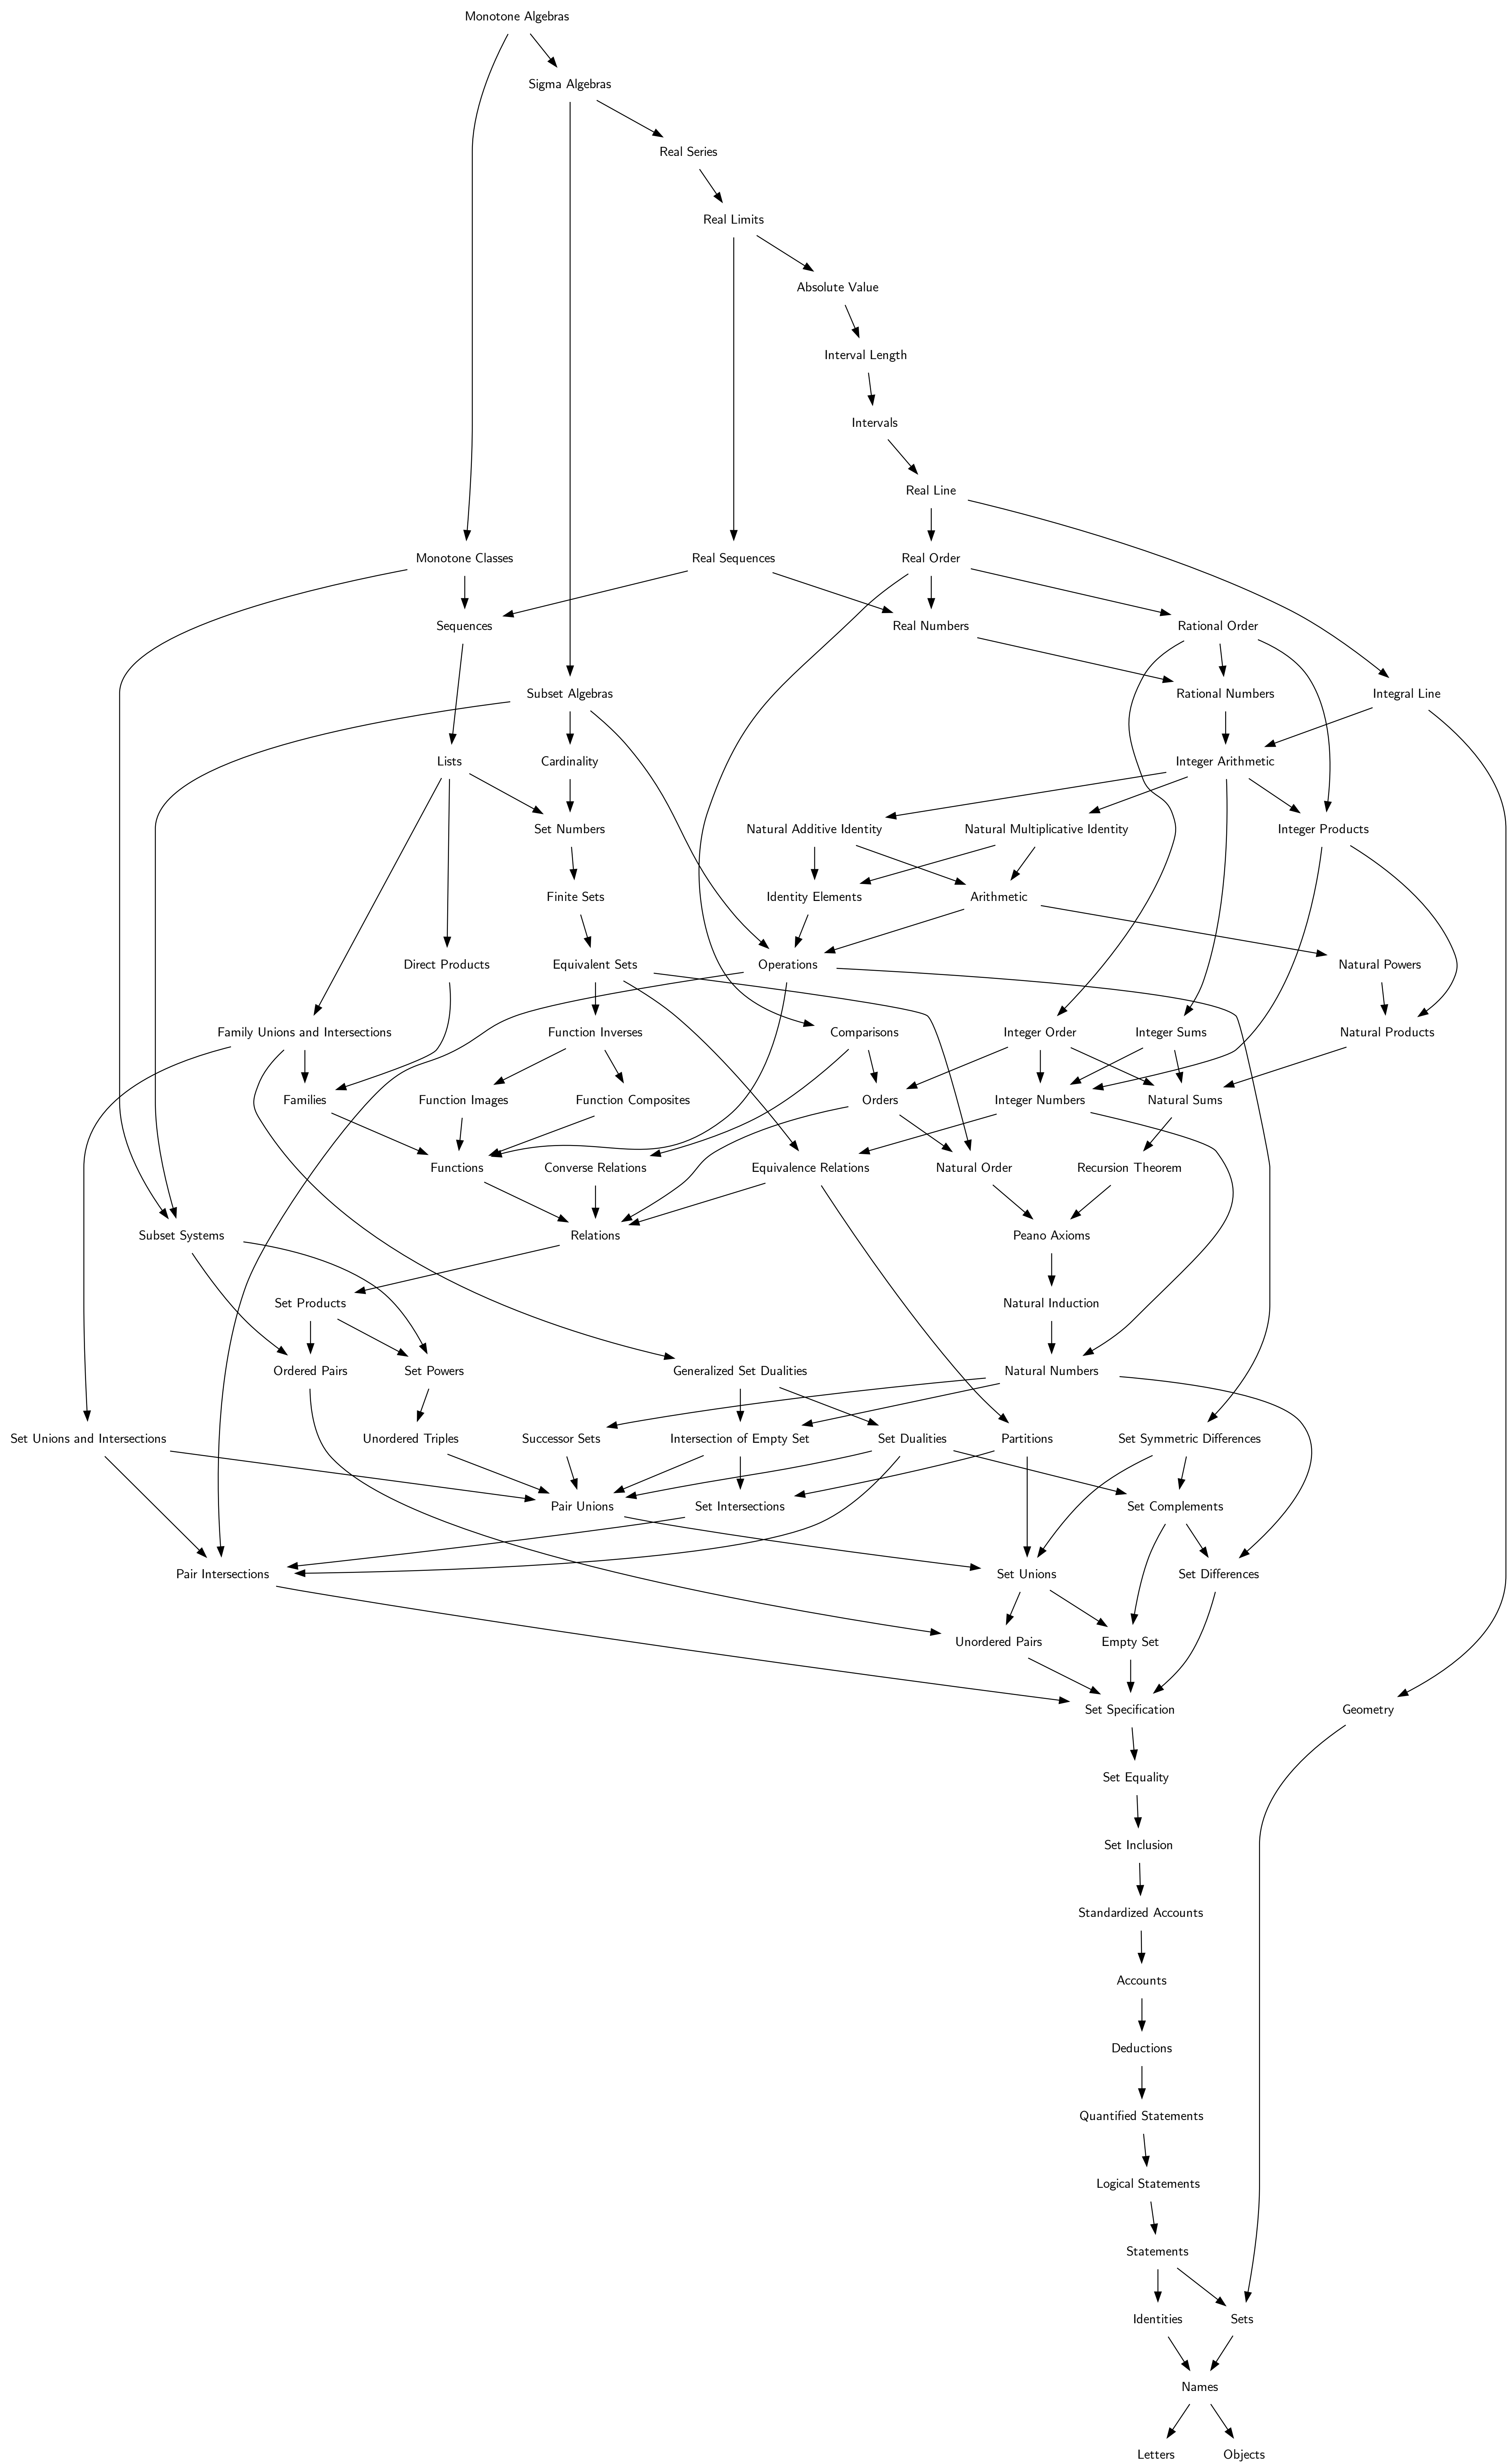 Monotone Algebras
Sigma Algebras
Real Series
Real Limits
Absolute Value
Interval Length
Intervals
Real Line
Monotone Classes
Real Sequences
Real Order
Sequences
Real Numbers
Rational Order
Subset Algebras
Rational Numbers
Integral Line
Lists
Cardinality
Integer Arithmetic
Set Numbers
Natural Additive Identity
Natural Multiplicative Identity
Integer Products
Finite Sets
Identity Elements
Arithmetic
Direct Products
Equivalent Sets
Operations
Natural Powers
Family Unions and Intersections
Function Inverses
Comparisons
Integer Order
Integer Sums
Natural Products
Families
Function Images
Function Composites
Orders
Integer Numbers
Natural Sums
Functions
Converse Relations
Equivalence Relations
Natural Order
Recursion Theorem
Subset Systems
Relations
Peano Axioms
Set Products
Natural Induction
Ordered Pairs
Set Powers
Generalized Set Dualities
Natural Numbers
Set Unions and Intersections
Unordered Triples
Successor Sets
Intersection of Empty Set
Set Dualities
Partitions
Set Symmetric Differences
Pair Unions
Set Intersections
Set Complements
Pair Intersections
Set Unions
Set Differences
Unordered Pairs
Empty Set
Set Specification
Geometry
Set Equality
Set Inclusion
Standardized Accounts
Accounts
Deductions
Quantified Statements
Logical Statements
Statements
Identities
Sets
Names
Letters
Objects